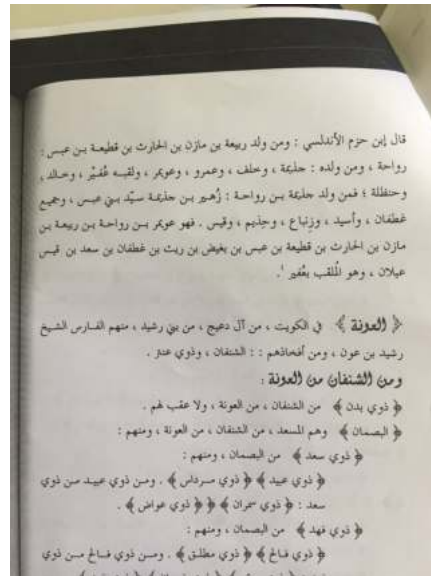 قال إبن حزم الأندلسي : ومن ولد ربيعة بن مازن بن الحارث بن قطيعة بن عبس :
رواحة ، ومن ولده : جذيمة ، وخلف ، وعمرو ، وعويمر ، ولقبه عُفَيْر ، وخالد ،
وحنظلة ؛ فمن ولد جذيمة بن رواحة : زُهير بن جذيمة سيّد بني عبس ، وجميع
غطفان ، وأسيد ، وزنباع ، وجذيم ، وقيس . فهو عويمر بن رواحة بن ربيعة بن
مازن بن الحارث بن قطيعة بن عبس بن بغيض بن ريث بن غطفان بن سعد بن قيس
عيلان ، وهو المُلقب بعُفير ¹.
﴿ العونة ﴾ في الكويت ، من آل دعيج ، من بني رشيد ، منهم الفارس الشيخ
رشيد بن عون ، ومن أفخاذهم : : الشنفان ، وذوي عنتر .
ومن الشنفان من العونة :
﴿ ذوي بدن ﴾ من الشنفان ، من العونة ، ولا عقب لهم .
﴿ البصمان ﴾ وهم المسعد ، من الشنفان ، من العونة ، ومنهم :
﴿ ذوي سعد ﴾ من البصمان ، ومنهم :
﴿ ذوي عبيد ﴾ ﴿ ذوي مرداس ﴾ . ومن ذوي عبيد من ذوي
سعد : ﴿ ذوي سمران ﴾ ﴿ ﴿ ذوي عواض ﴾ .
﴿ ذوي فهد ﴾ من البصمان ، ومنهم :
﴿ ذوي فالح ﴾ ﴿ ذوي مطلق ﴾ . ومن ذوي فالح من ذوي